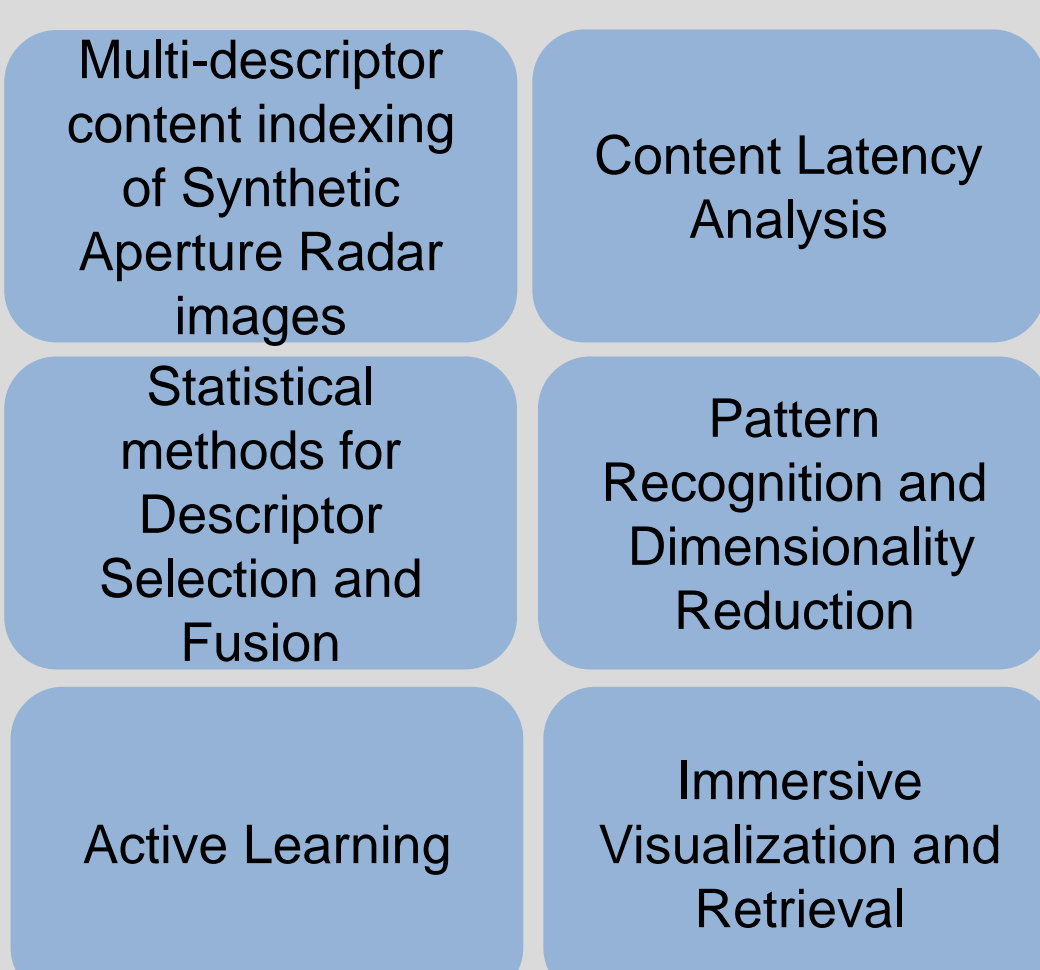 Multi-descriptor
content indexing
of Synthetic
Aperture Radar
images
Content Latency
Analysis
Statistical
methods for
Descriptor
Selection and
Fusion
Pattern
Recognition and
Dimensionality
Reduction
Active Learning
Immersive
Visualization and
Retrieval